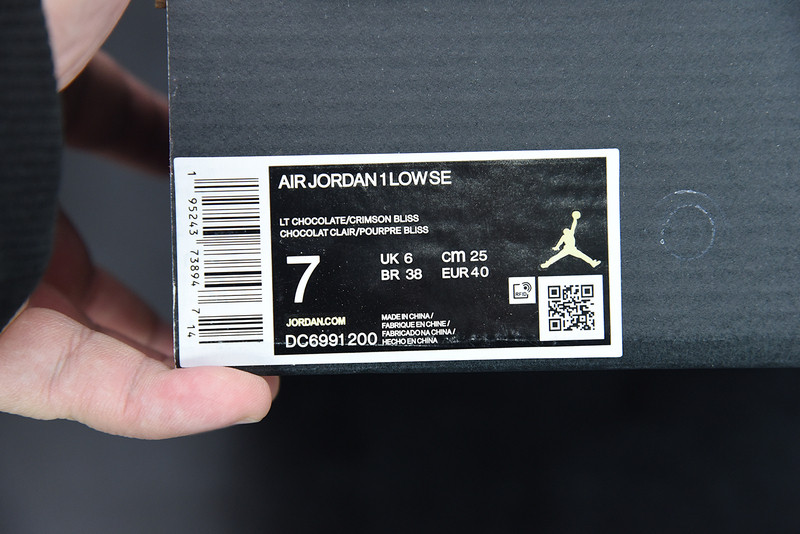 AIR JORDAN 1 LOW SE
LT CHOCOLATE/CRIMSON BLISS
CHOCOLAT CLAIR/POURPRE BLISS
7
UK 6 cm 25
BR 38 EUR 40
RFID
JORDAN.COM
DC6991 200
MADE IN CHINA /
FABRIQUE EN CHINE /
FABRICADO NA CHINA /
HECHO EN CHINA
1 95243 73894 7 14